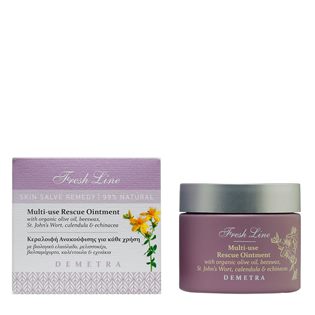 Fresh Line
SKIN SALVE REMEDY | 99% NATURAL
Multi-use Rescue Ointment
with organic olive oil, beeswax,
St. John's Wort, calendula & echinacea
Κεραλοιφή Ανακούφισης για κάθε χρήση
με βιολογικό ελαιόλαδο, μελισσοκέρι,
βαλσαμόχορτο, καλέντουλα & εχινάκεια
DEMETRA
Fresh Line
Multi-use
Rescue Ointment
with organic olive oil, beeswax,
St. John's Wort, calendula & echinacea
DEMETRA